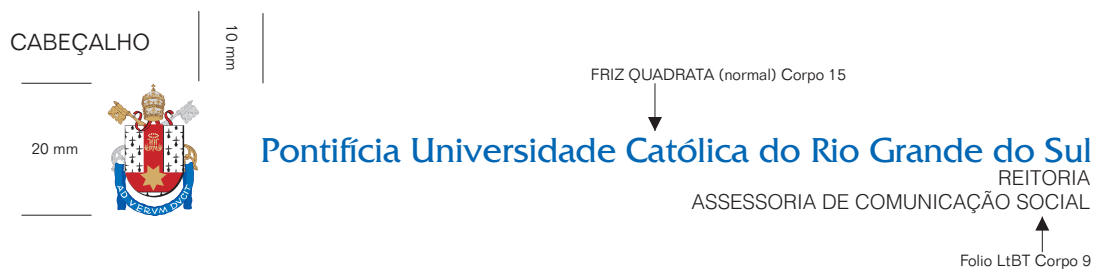 CABEÇALHO
10 mm
FRIZ QUADRATA (normal) Corpo 15
20 mm
Pontifícia Universidade Católica do Rio Grande do Sul
REITORIA
ASSESSORIA DE COMUNICAÇÃO SOCIAL
AD VERVM DVCIT
Folio LtBT Corpo 9